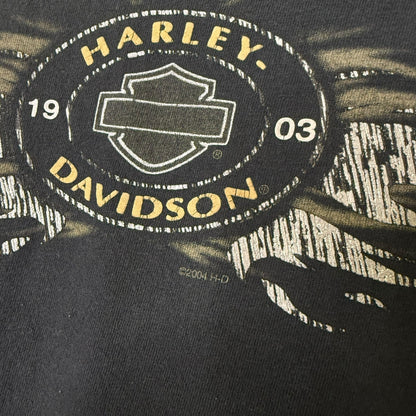 HARLEY-
19 03
®
DAVIDSON®
©2004 H-D